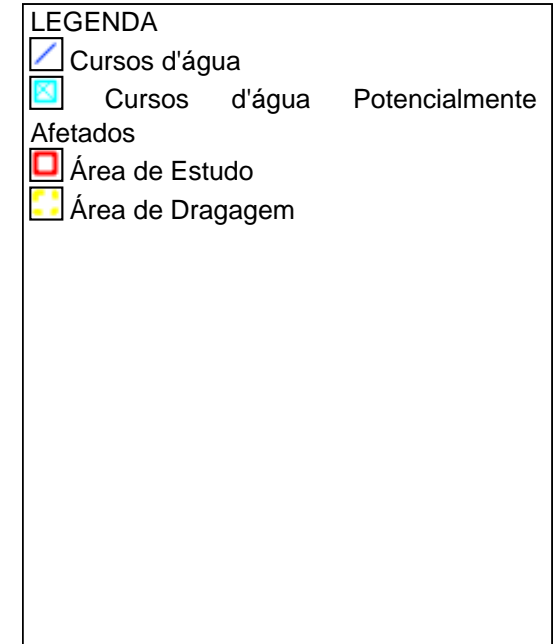 LEGENDA
Cursos d'água
Cursos d'água Potencialmente
Afetados
Área de Estudo
Área de Dragagem